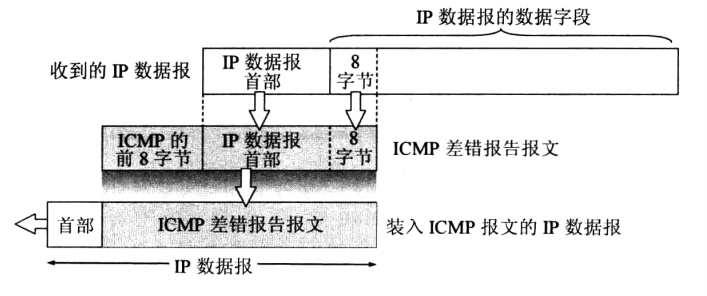 IP 数据报的数据字段
收到的 IP 数据报
IP 数据报
首部
8
字节
ICMP 的
前 8 字节
IP 数据报
首部
8
字节
ICMP 差错报告报文
首部
ICMP 差错报告报文
装入 ICMP 报文的 IP 数据报
IP 数据报